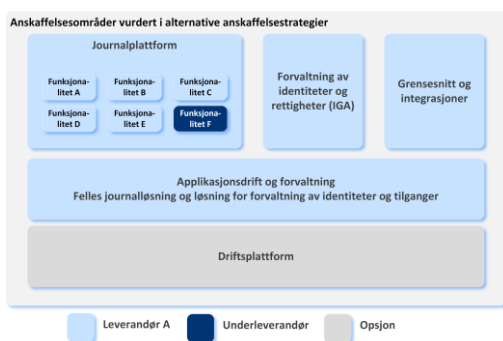 Anskaffelsesområder vurdert i alternative anskaffelsestrategier
Journalplattform
Funksjona-
litet A
Funksjona-
litet B
Funksjona-
litet C
Funksjona-
litet D
Funksjona-
litet E
Funksjona-
litet F
Forvaltning av
identiteter og
rettigheter (IGA)
Grensesnitt og
integrasjoner
Applikasjonsdrift og forvaltning
Felles journalløsning og løsning for forvaltning av identiteter og tilganger
Driftsplattform
Leverandør A
Underleverandør
Opsjon